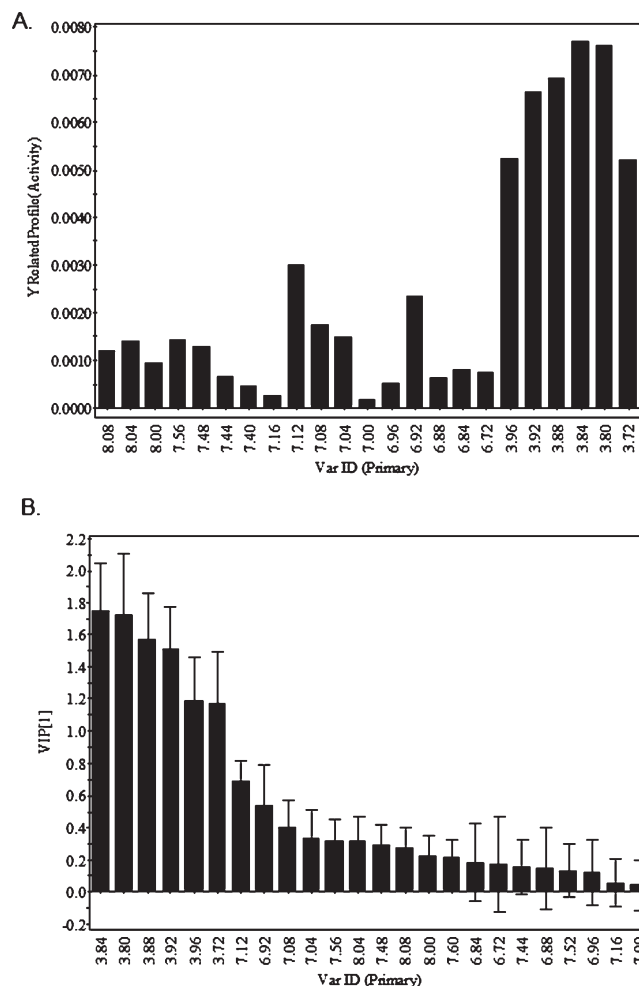 A.
0.0080
0.0070
0.0060
0.0050
0.0040
0.0030
0.0020
0.0010
0.0000
Y Related Profile(Activity)
8.08 8.04 8.00 7.56 7.48 7.44 7.40 7.16 7.12 7.08 7.04 7.00 6.96 6.92 6.88 6.84 6.72 3.96 3.92 3.88 3.84 3.80 3.72
Var ID (Primary)
B.
2.2
2.0
1.8
1.6
1.4
1.2
1.0
0.8
0.6
0.4
0.2
0.0
-0.2
VIP[1]
3.84 3.80 3.88 3.92 3.96 3.72 7.12 6.92 7.08 7.04 7.56 8.04 7.48 8.08 8.00 7.60 6.84 6.72 7.44 6.88 7.52 6.96 7.16 7.00
Var ID (Primary)